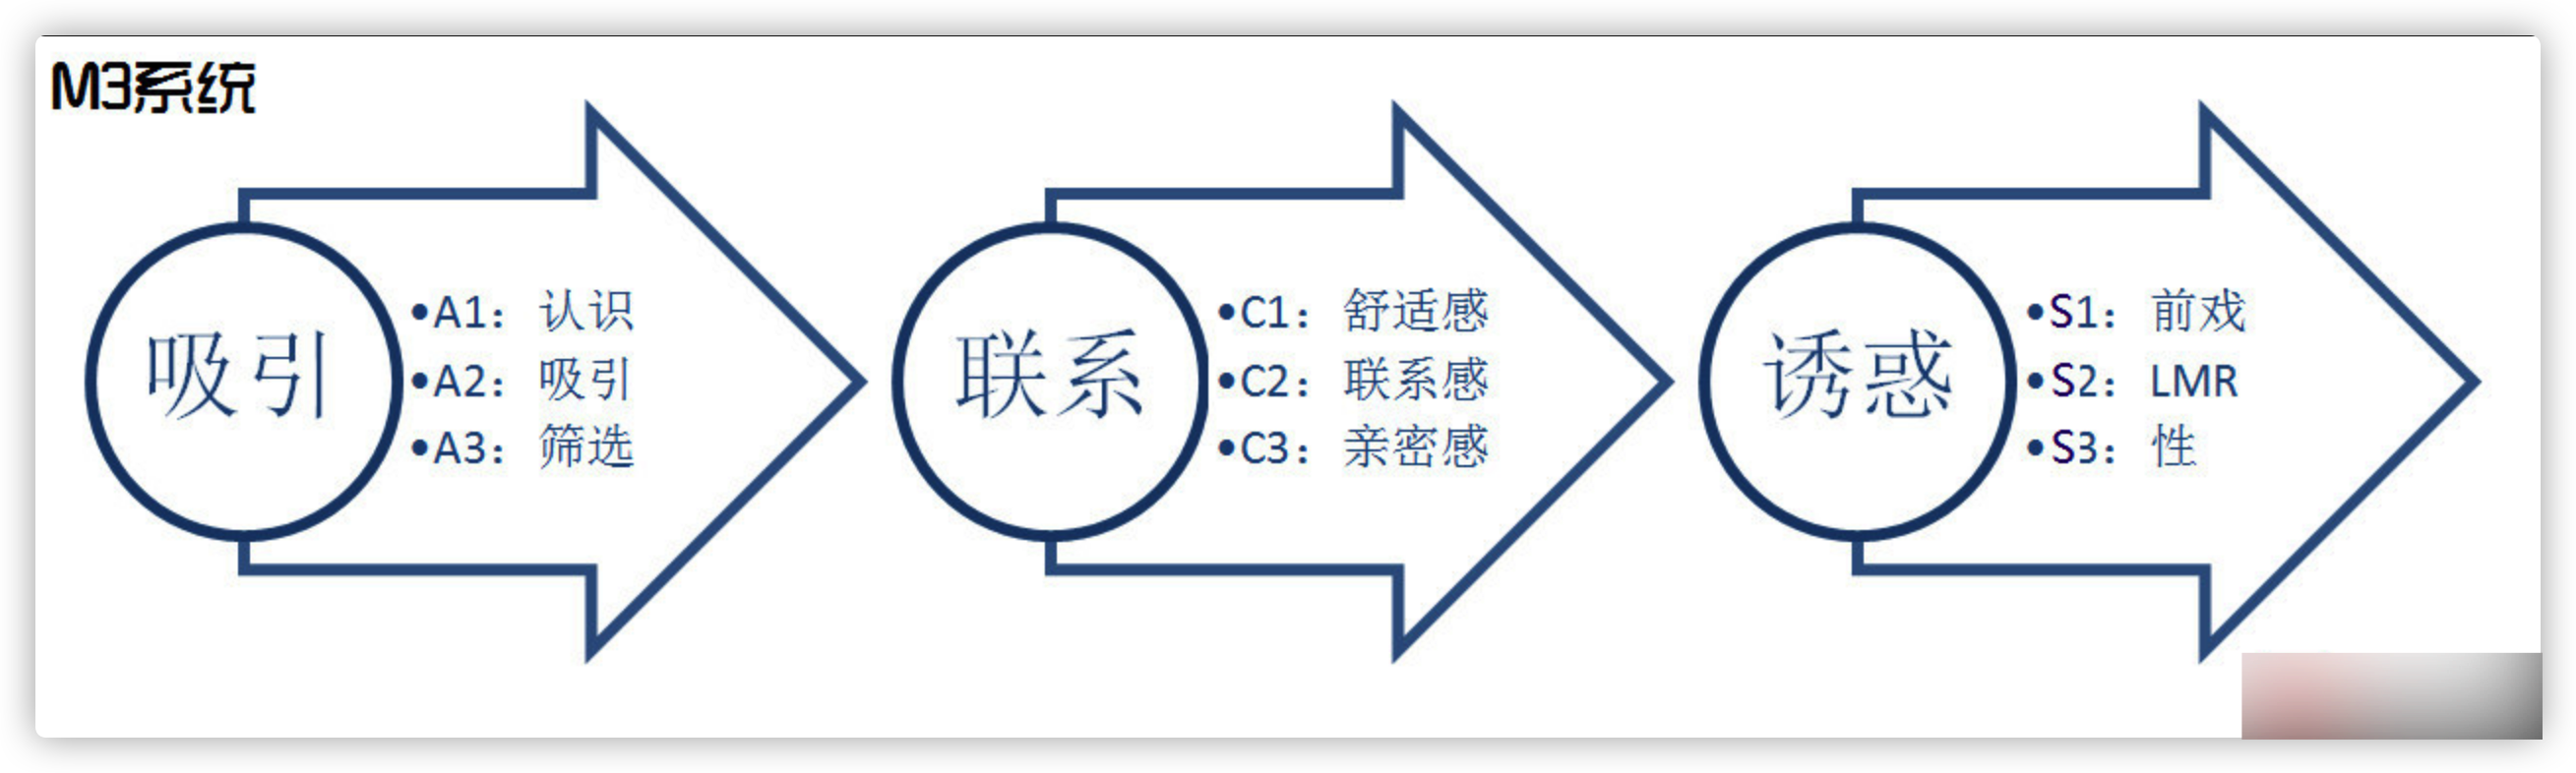 M3系统
吸引
•A1：认识
•A2：吸引
•A3：筛选
联系
•C1：舒适感
•C2：联系感
•C3：亲密感
诱惑
•S1：前戏
•S2：LMR
•S3：性